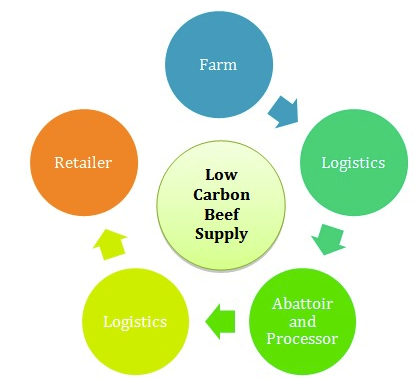 Farm
Logistics
Abattoir
and
Processor
Logistics
Retailer
Low
Carbon
Beef
Supply